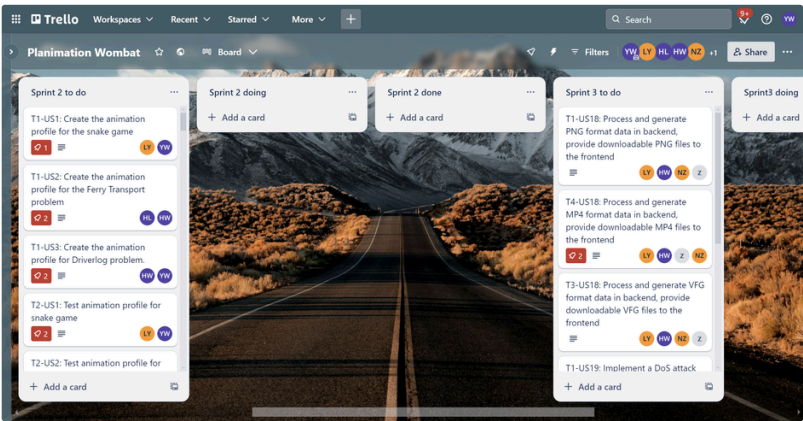 Trello Workspaces Recent Starred More + Search 9+ YW
Planimation Wombat Board Filters YW LY HL HW NZ +1 Share
Sprint 2 to do
T1-US1: Create the animation
profile for the snake game
1 LY YW
T1-US2: Create the animation
profile for the Ferry Transport
problem
2 HL HW
T1-US3: Create the animation
profile for Driverlog problem.
2 HW YW
T2-US1: Test animation profile for
snake game
2 LY YW
T2-US2: Test animation profile for
+ Add a card
Sprint 2 doing
+ Add a card
Sprint 2 done
+ Add a card
Sprint 3 to do
T1-US18: Process and generate
PNG format data in backend,
provide downloadable PNG files to
the frontend
LY HW NZ Z
T4-US18: Process and generate
MP4 format data in backend,
provide downloadable MP4 files to
the frontend
2 LY HW Z NZ
T3-US18: Process and generate VFG
format data in backend, provide
downloadable VFG files to the
frontend
LY HW NZ Z
T1-US19: Implement a DoS attack
+ Add a card
Sprint3 doing
+ Add a card